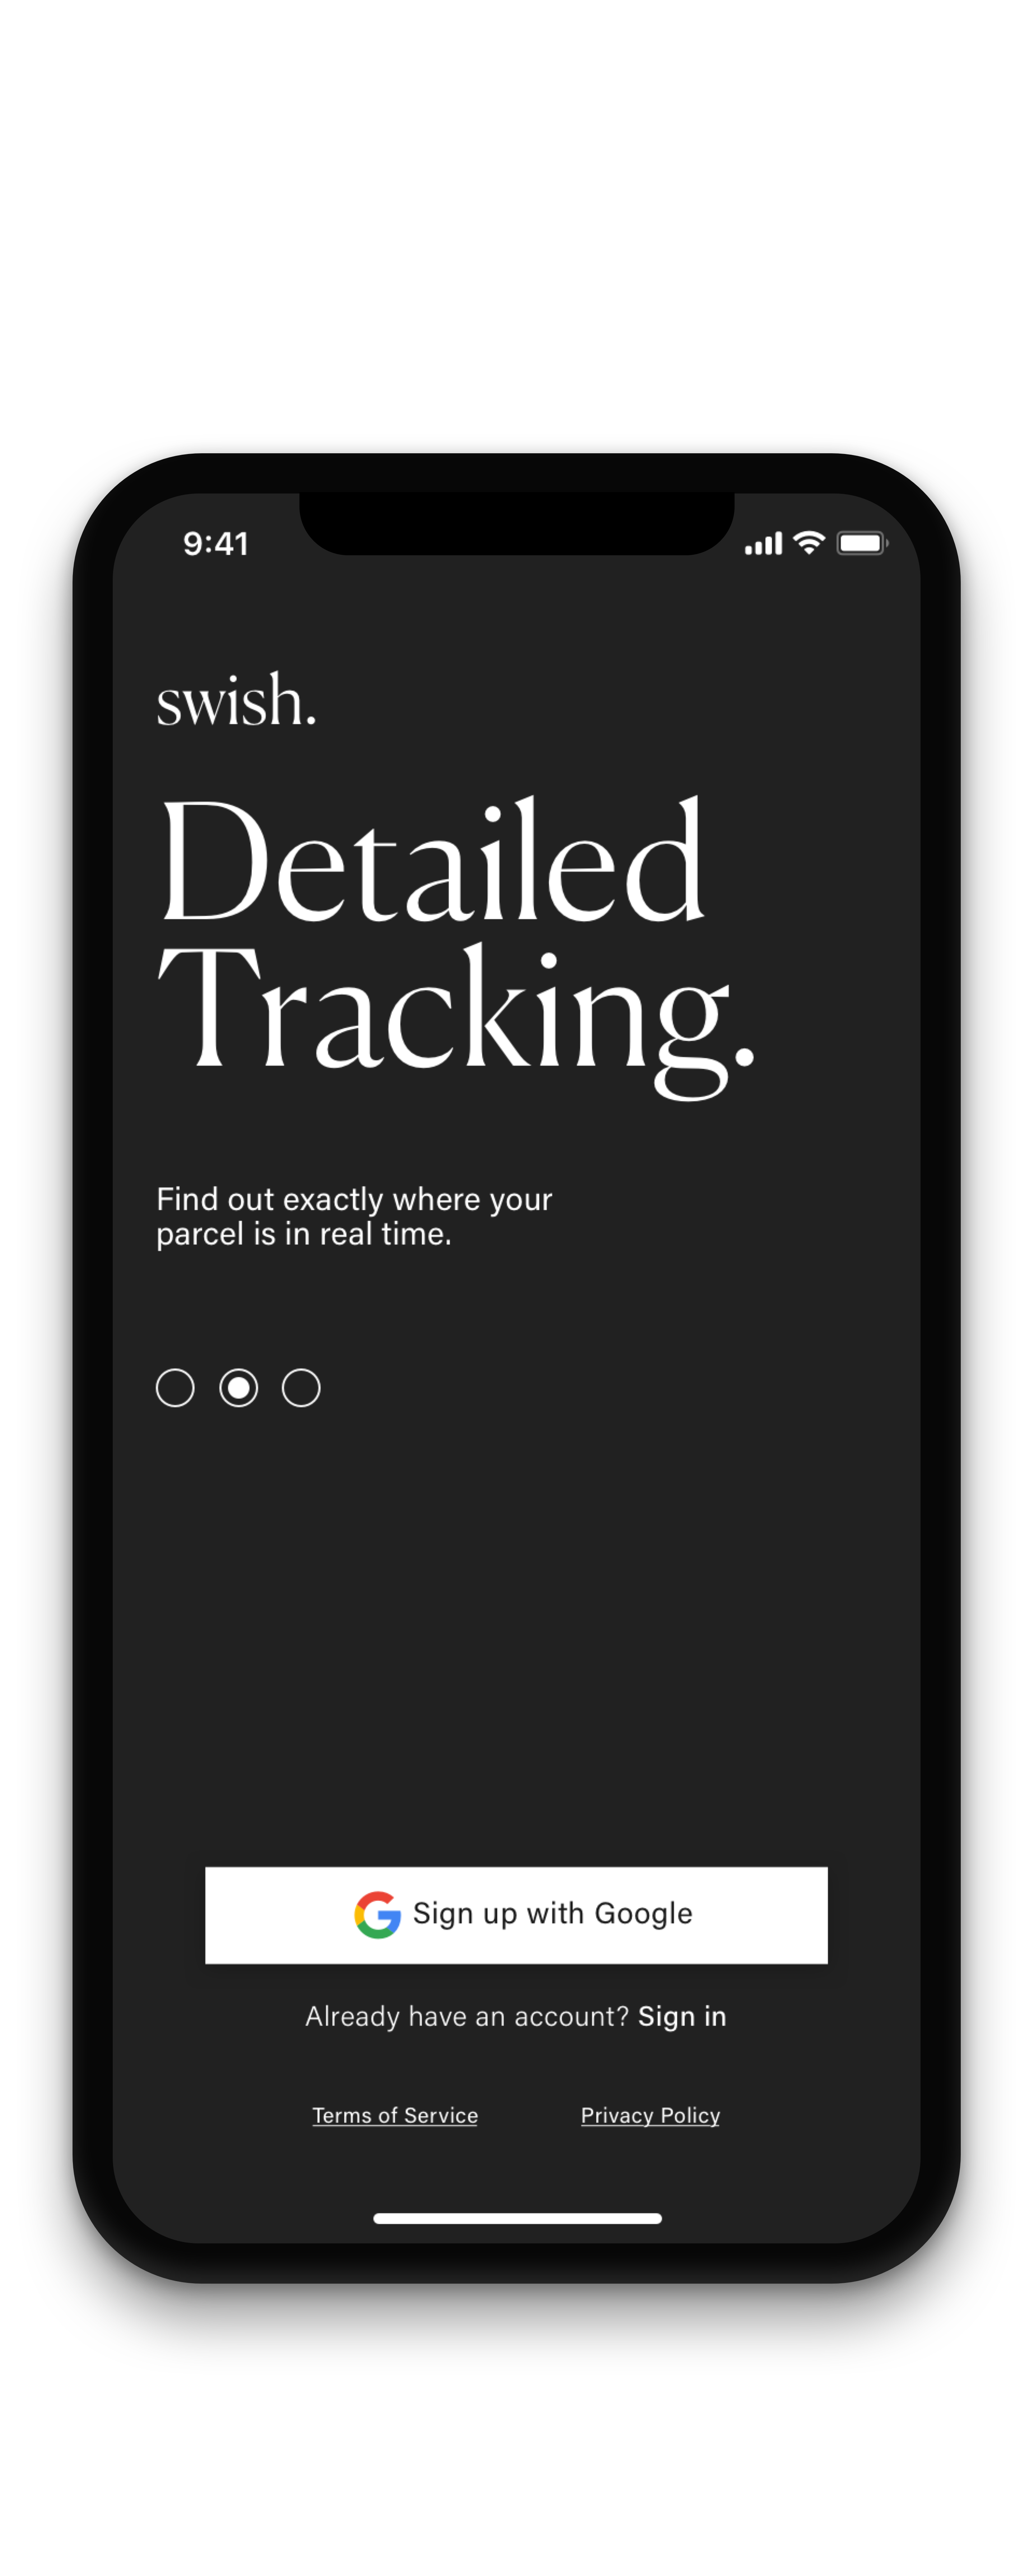 9:41
swish.
Detailed
Tracking.
Find out exactly where your
parcel is in real time.
Sign up with Google
Already have an account? Sign in
Terms of Service Privacy Policy